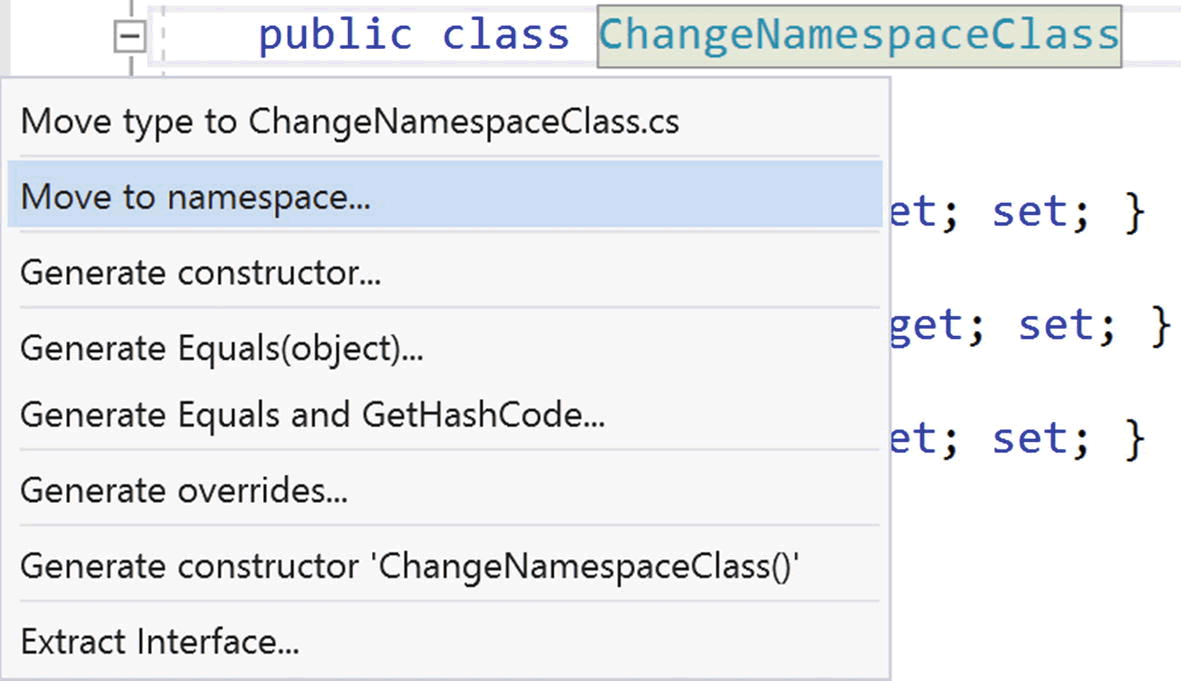 public class ChangeNamespaceClass
Move type to ChangeNamespaceClass.cs
Move to namespace...
et; set; }
Generate constructor...
get; set; }
Generate Equals(object)...
Generate Equals and GetHashCode...
et; set; }
Generate overrides...
Generate constructor 'ChangeNamespaceClass()'
Extract Interface...